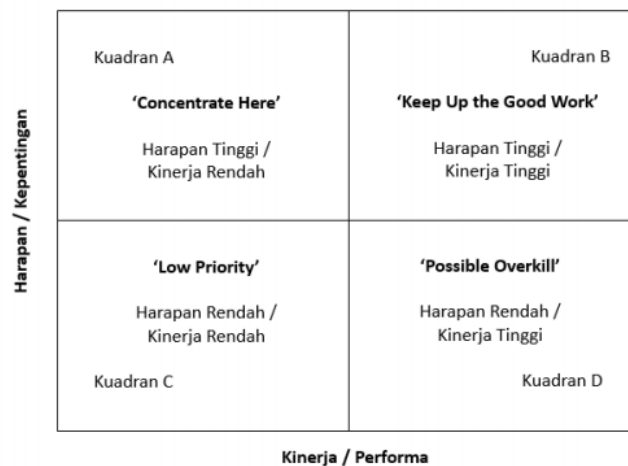 Kuadran A
‘Concentrate Here’
Harapan Tinggi /
Kinerja Rendah
Kuadran B
‘Keep Up the Good Work’
Harapan Tinggi /
Kinerja Tinggi
Harapan / Kepentingan
‘Low Priority’
Harapan Rendah /
Kinerja Rendah
Kuadran C
‘Possible Overkill’
Harapan Rendah /
Kinerja Tinggi
Kuadran D
Kinerja / Performa